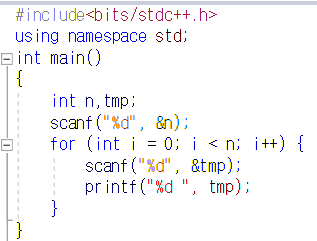 #include<bits/stdc++.h>
using namespace std;
int main()
{
    int n,tmp;
    scanf("%d", &n);
    for (int i = 0; i < n; i++) {
        scanf("%d", &tmp);
        printf("%d ", tmp);
    }
}